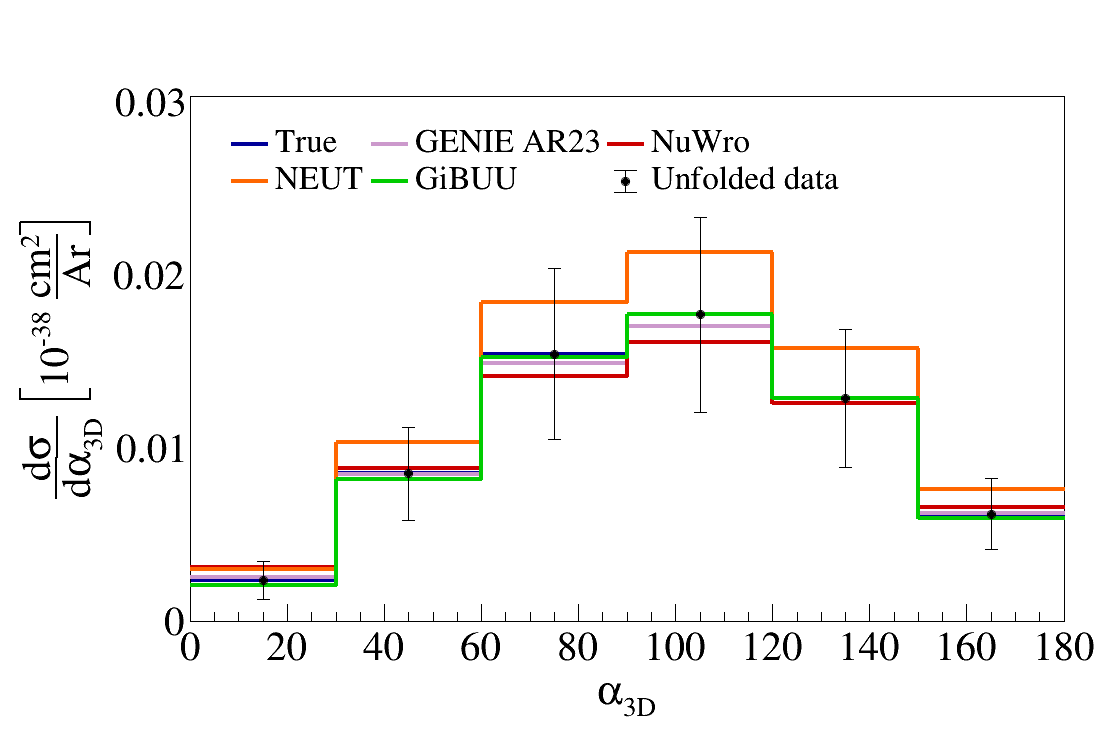 0.03
True GENIE AR23 NuWro
NEUT GiBUU Unfolded data
0.02
0.01
0
0 20 40 60 80 100 120 140 160 180
α3D
dσ/dα3D [10-38 cm2/Ar]